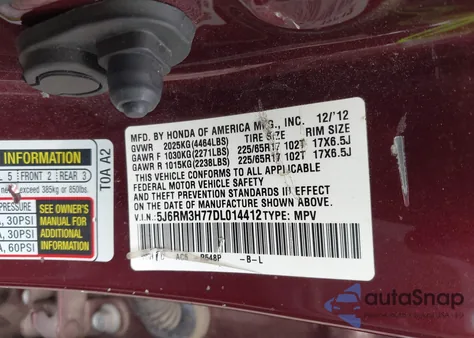 INFORMATION
L 5 FRONT 2 REAR 3
exceed 385kg or 850lbs.
PRESSURE
, 30PSI
A, 30PSI
A, 60PSI
SEE OWNER'S
MANUAL FOR
ADDITIONAL
INFORMATION
T0A A2
MFD. BY HONDA OF AMERICA MFG., INC. 12/'12
GVWR 2025KG(4464LBS) TIRE SIZE RIM SIZE
GAWR F 1030KG(2271LBS) 225/65R17 102T 17X6.5J
GAWR R 1015KG(2238LBS) 225/65R17 102T 17X6.5J
THIS VEHICLE CONFORMS TO ALL APPLICABLE
FEDERAL MOTOR VEHICLE SAFETY, BUMPER,
AND THEFT PREVENTION STANDARDS IN EFFECT
ON THE DATE OF MANUFACTURE SHOWN ABOVE.
V.I.N: 5J6RM3H77DL014412 TYPE: MPV
R548P -B-L
autoSnap